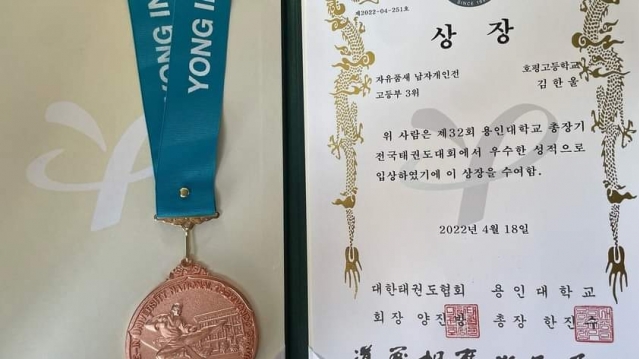 YONG IN
YONG IN
UNIVERSITY NATIONAL
제2022-04-251호
상 장
자유품새 남자개인전
고등부 3위
호평고등학교
김한울
위 사람은 제32회 용인대학교 총장기
전국태권도대회에서 우수한 성적으로
입상하였기에 이 상장을 수여함.
2022년 4월 18일
대한태권도협회
회장 양진방
용인대학교
총장 한진수